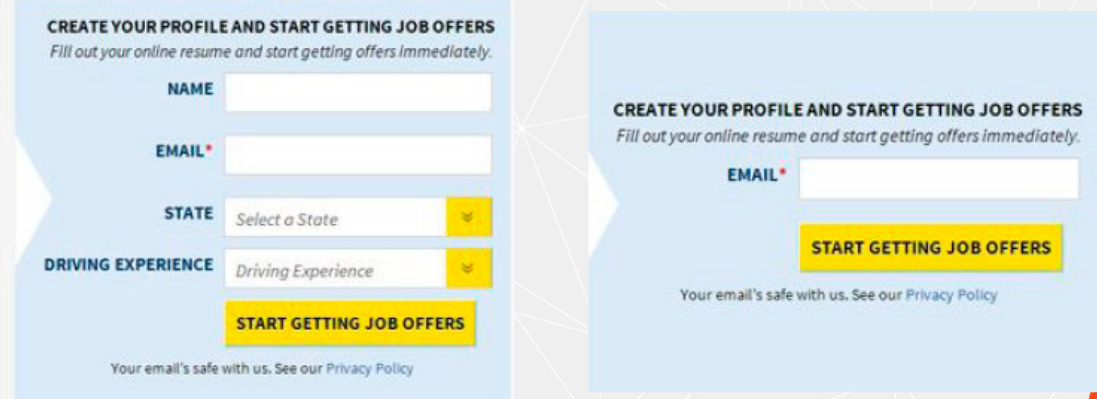 CREATE YOUR PROFILE AND START GETTING JOB OFFERS
Fill out your online resume and start getting offers immediately.
NAME
EMAIL*
STATE
Select a State
DRIVING EXPERIENCE
Driving Experience
START GETTING JOB OFFERS
Your email's safe with us. See our Privacy Policy
CREATE YOUR PROFILE AND START GETTING JOB OFFERS
Fill out your online resume and start getting offers immediately.
EMAIL*
START GETTING JOB OFFERS
Your email's safe with us. See our Privacy Policy